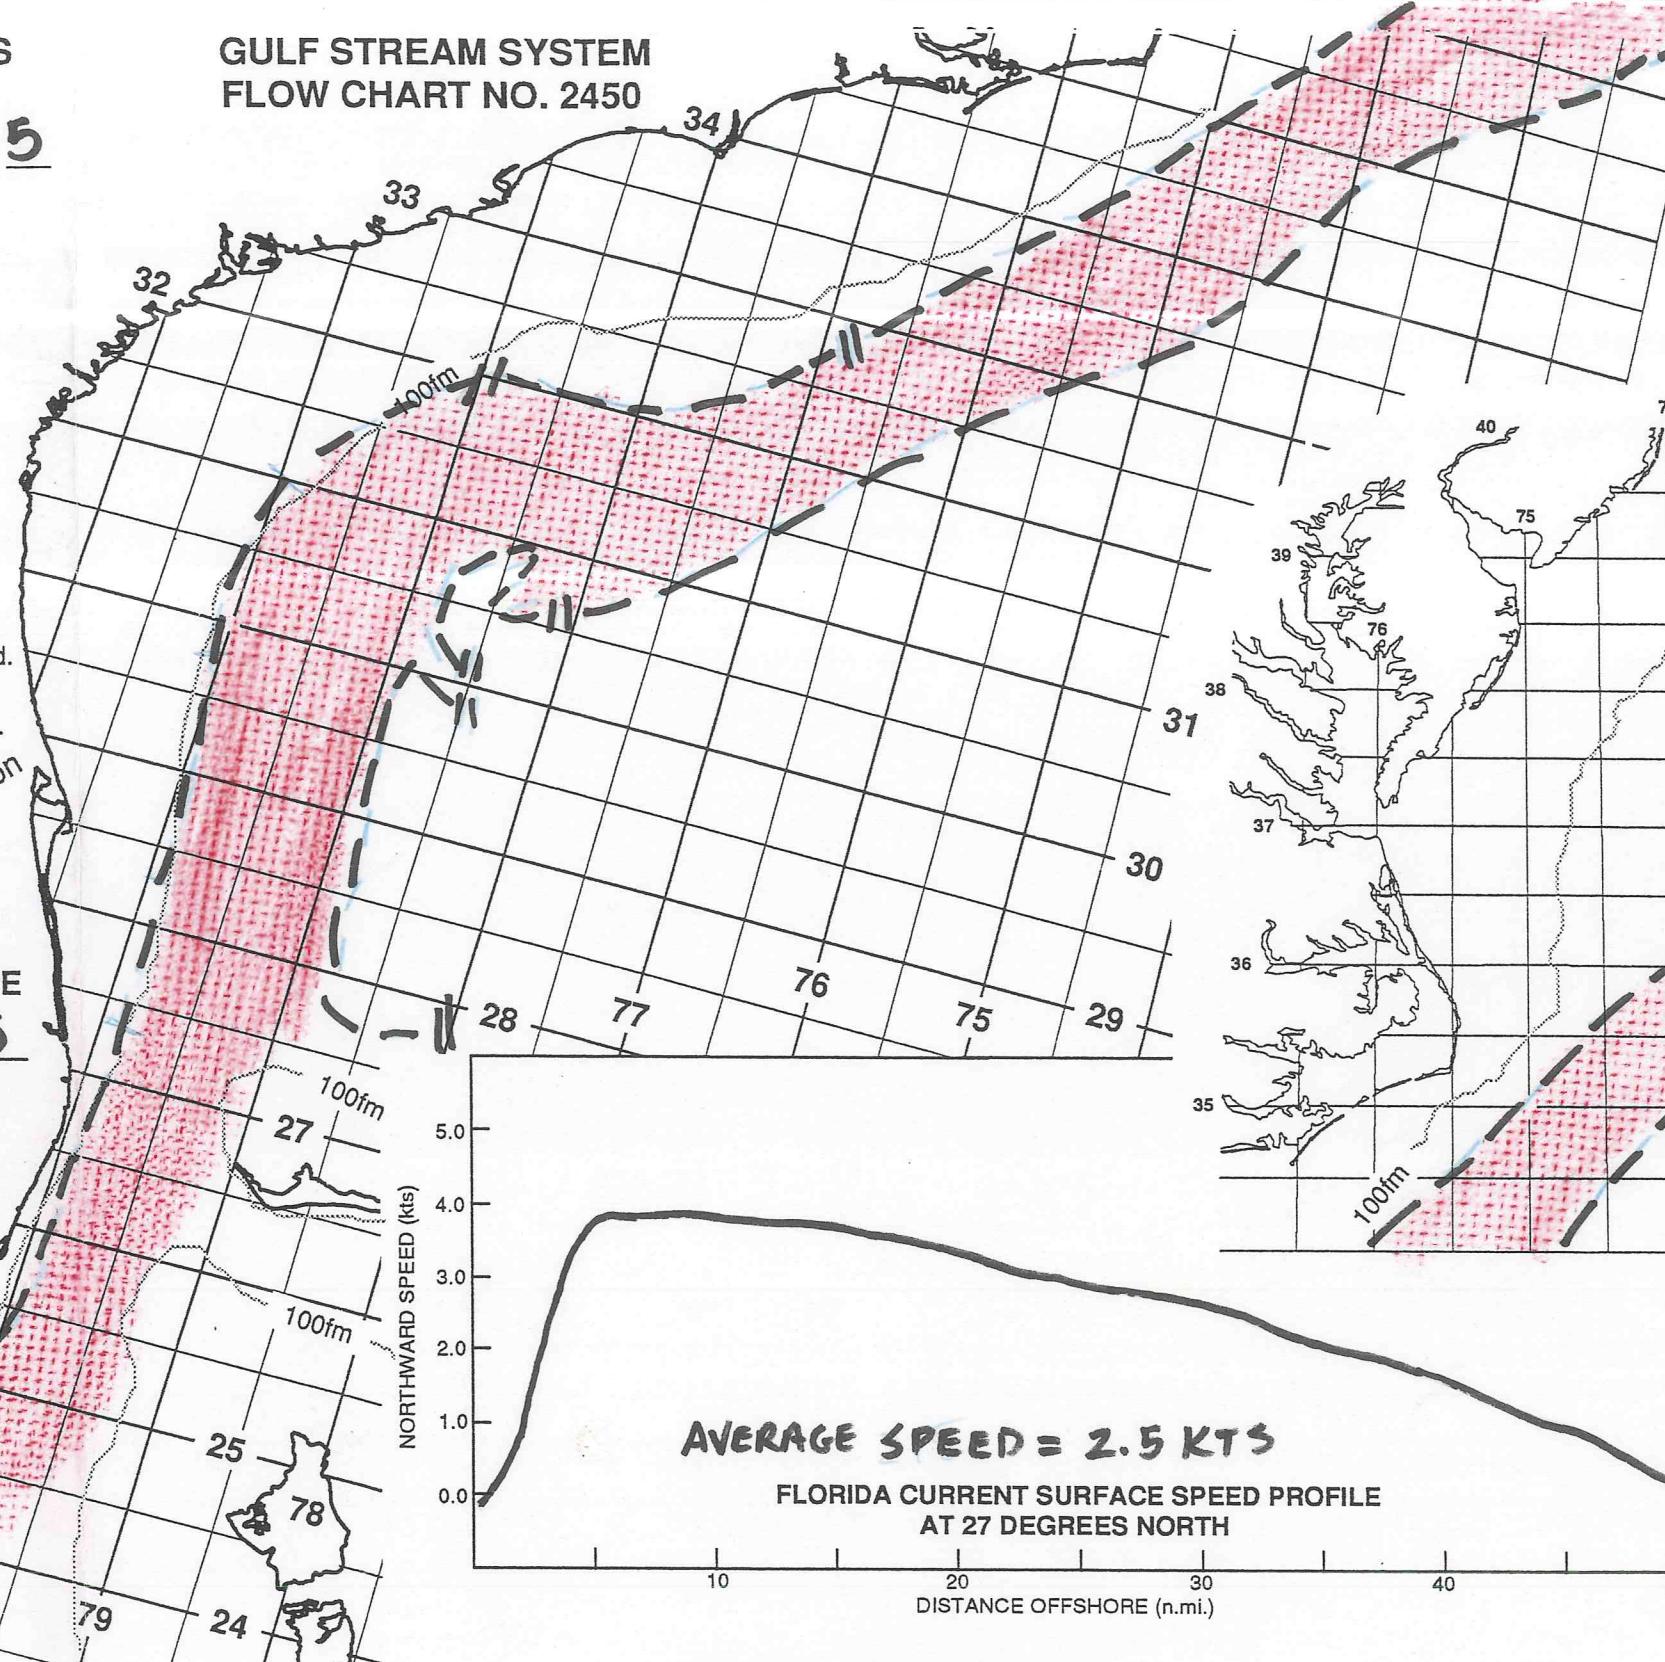 S
GULF STREAM SYSTEM
FLOW CHART NO. 2450
5
34
33
32
100fm
40
75
39
76
d.
38
31
on
37
30
36
E
76
77
28
75
29
100fm
27
35
100fm
5.0
4.0
3.0
2.0
1.0
0.0
NORTHWARD SPEED (kts)
100fm
25
AVERAGE SPEED = 2.5 KTS
FLORIDA CURRENT SURFACE SPEED PROFILE
AT 27 DEGREES NORTH
78
10
20
30
40
DISTANCE OFFSHORE (n.mi.)
79
24